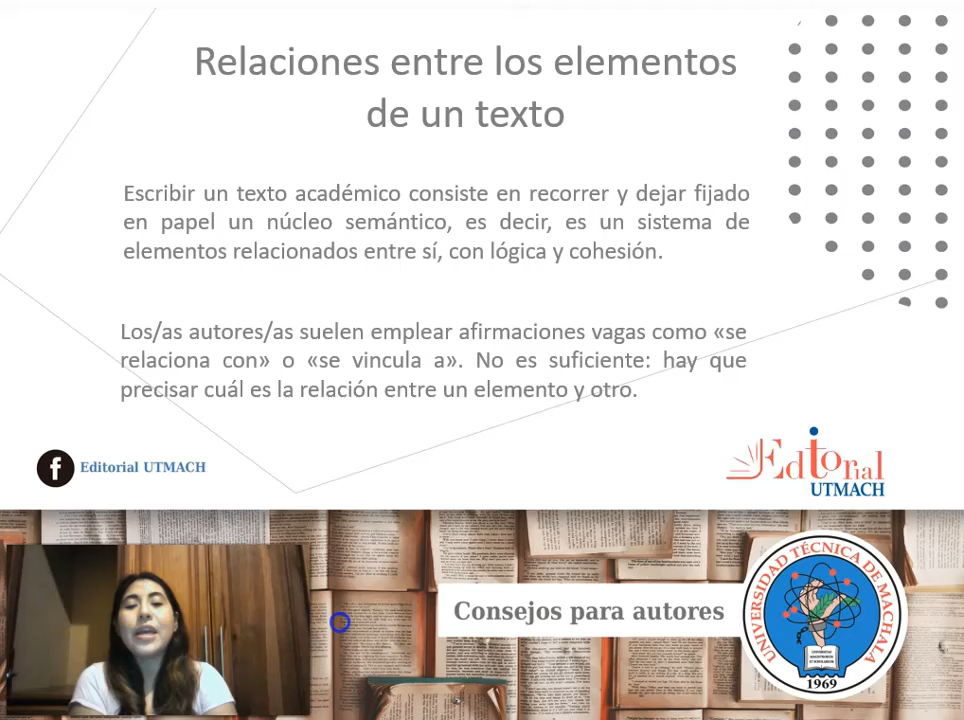 Relaciones entre los elementos
de un texto
Escribir un texto académico consiste en recorrer y dejar fijado
en papel un núcleo semántico, es decir, es un sistema de
elementos relacionados entre sí, con lógica y cohesión.
Los/as autores/as suelen emplear afirmaciones vagas como «se
relaciona con» o «se vincula a». No es suficiente: hay que
precisar cuál es la relación entre un elemento y otro.
f Editorial UTMACH
Editorial
UTMACH
Consejos para autores
UNIVERSIDAD TÉCNICA DE MACHALA
1969